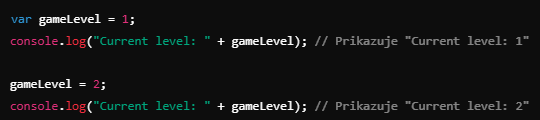 var gameLevel = 1;
console.log("Current level: " + gameLevel); // Prikazuje "Current level: 1"
gameLevel = 2;
console.log("Current level: " + gameLevel); // Prikazuje "Current level: 2"